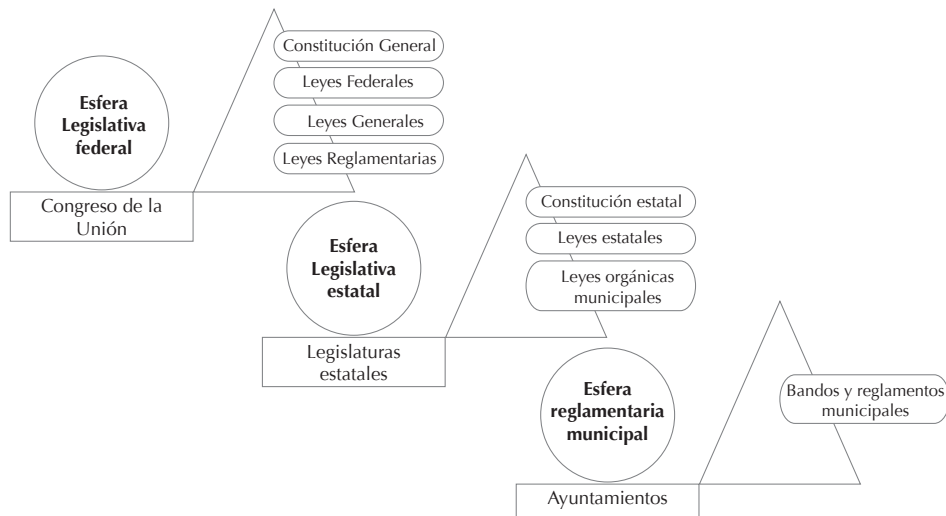 Esfera
Legislativa
federal
Congreso de la
Unión
Constitución General
Leyes Federales
Leyes Generales
Leyes Reglamentarias
Esfera
Legislativa
estatal
Legislaturas
estatales
Constitución estatal
Leyes estatales
Leyes orgánicas
municipales
Esfera
reglamentaria
municipal
Ayuntamientos
Bandos y reglamentos
municipales